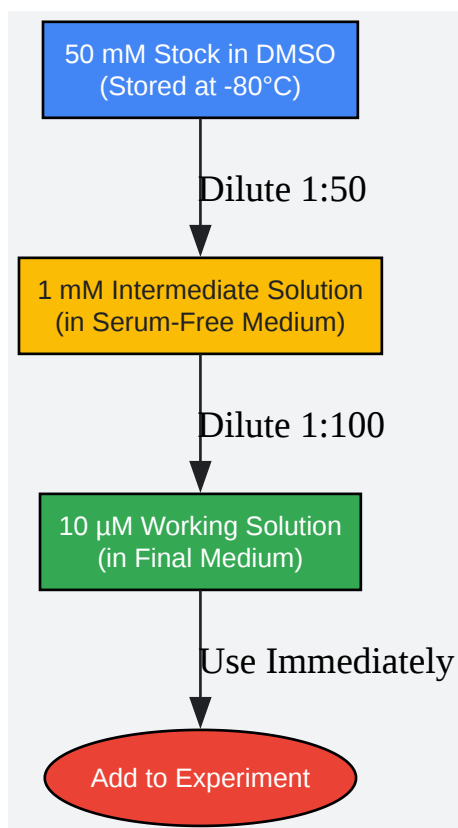 50 mM Stock in DMSO
(Stored at -80°C)
Dilute 1:50
1 mM Intermediate Solution
(in Serum-Free Medium)
Dilute 1:100
10 µM Working Solution
(in Final Medium)
Use Immediately
Add to Experiment